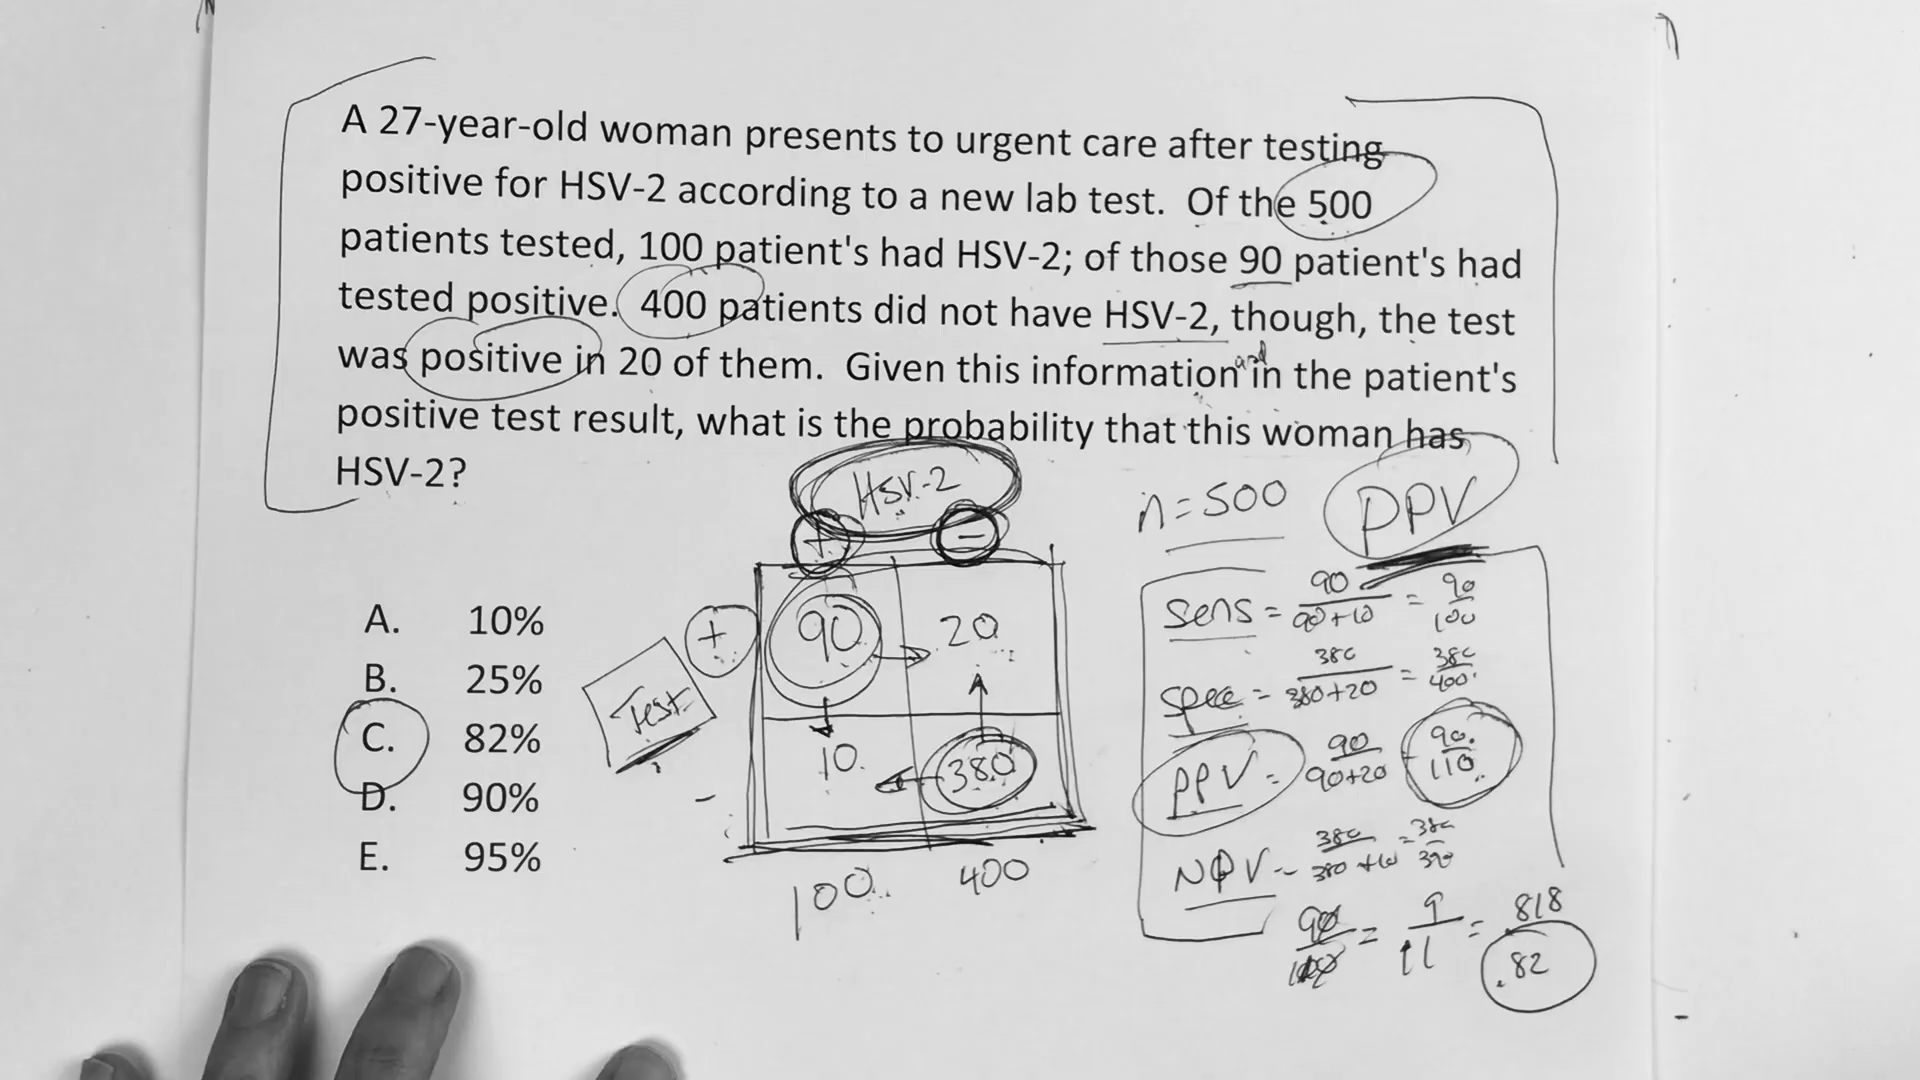 A 27-year-old woman presents to urgent care after testing
positive for HSV-2 according to a new lab test. Of the 500
patients tested, 100 patient's had HSV-2; of those 90 patient's had
tested positive. 400 patients did not have HSV-2, though, the test
was positive in 20 of them. Given this information and in the patient's
positive test result, what is the probability that this woman has
HSV-2?
A. 10%
B. 25%
C. 82%
D. 90%
E. 95%
HSV-2
+ -
Test
+ 90 20
- 10 380
100 400
n=500 PPV
sens = 90/90+10 = 90/100
spec = 380/380+20 = 380/400
PPV = 90/90+20 = 90/110
NPV = 380/380+10 = 380/390
90/110 = 9/11 = 818
.82